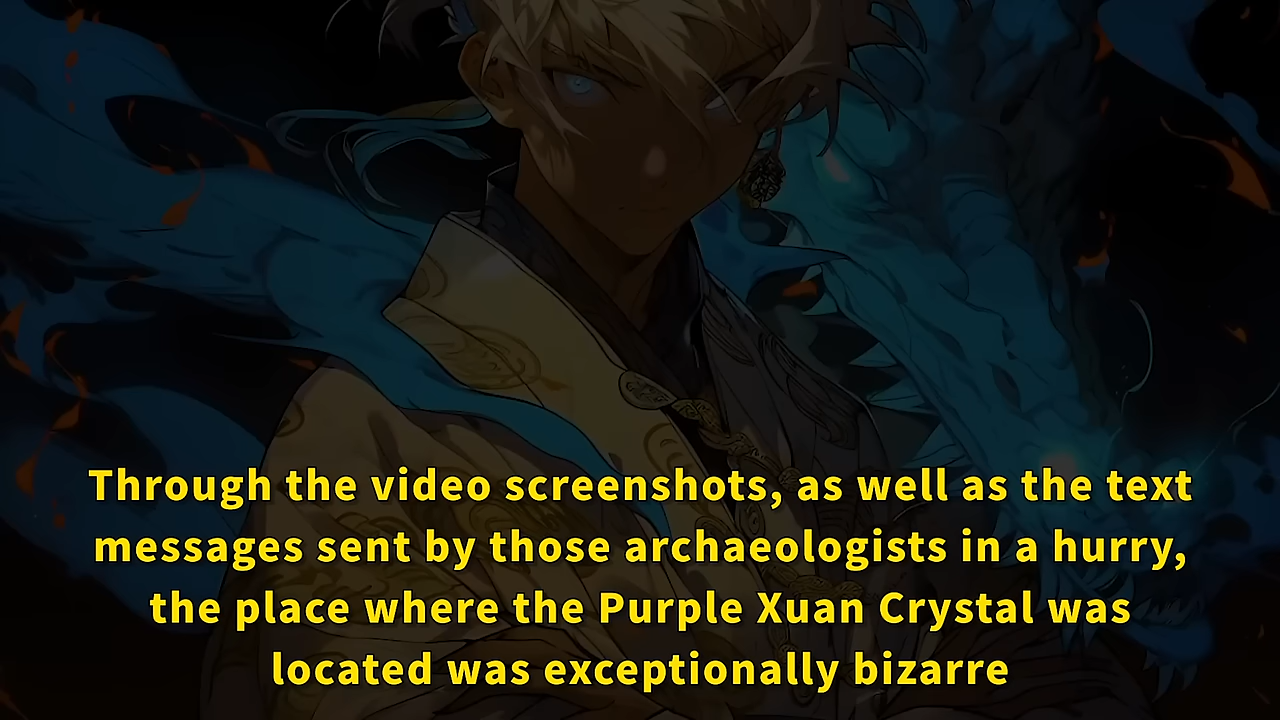 Through the video screenshots, as well as the text
messages sent by those archaeologists in a hurry,
the place where the Purple Xuan Crystal was
located was exceptionally bizarre